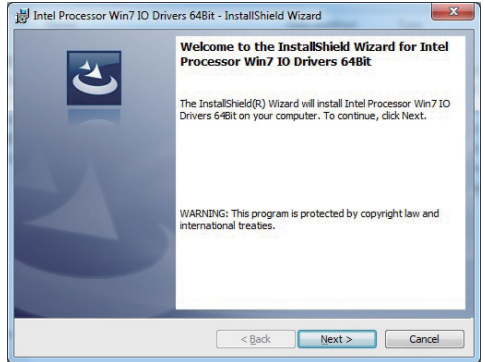 Intel Processor Win7 IO Drivers 64Bit - InstallShield Wizard
Welcome to the InstallShield Wizard for Intel
Processor Win7 IO Drivers 64Bit
The InstallShield(R) Wizard will install Intel Processor Win7 IO
Drivers 64Bit on your computer. To continue, click Next.
WARNING: This program is protected by copyright law and
international treaties.
< Back Next > Cancel